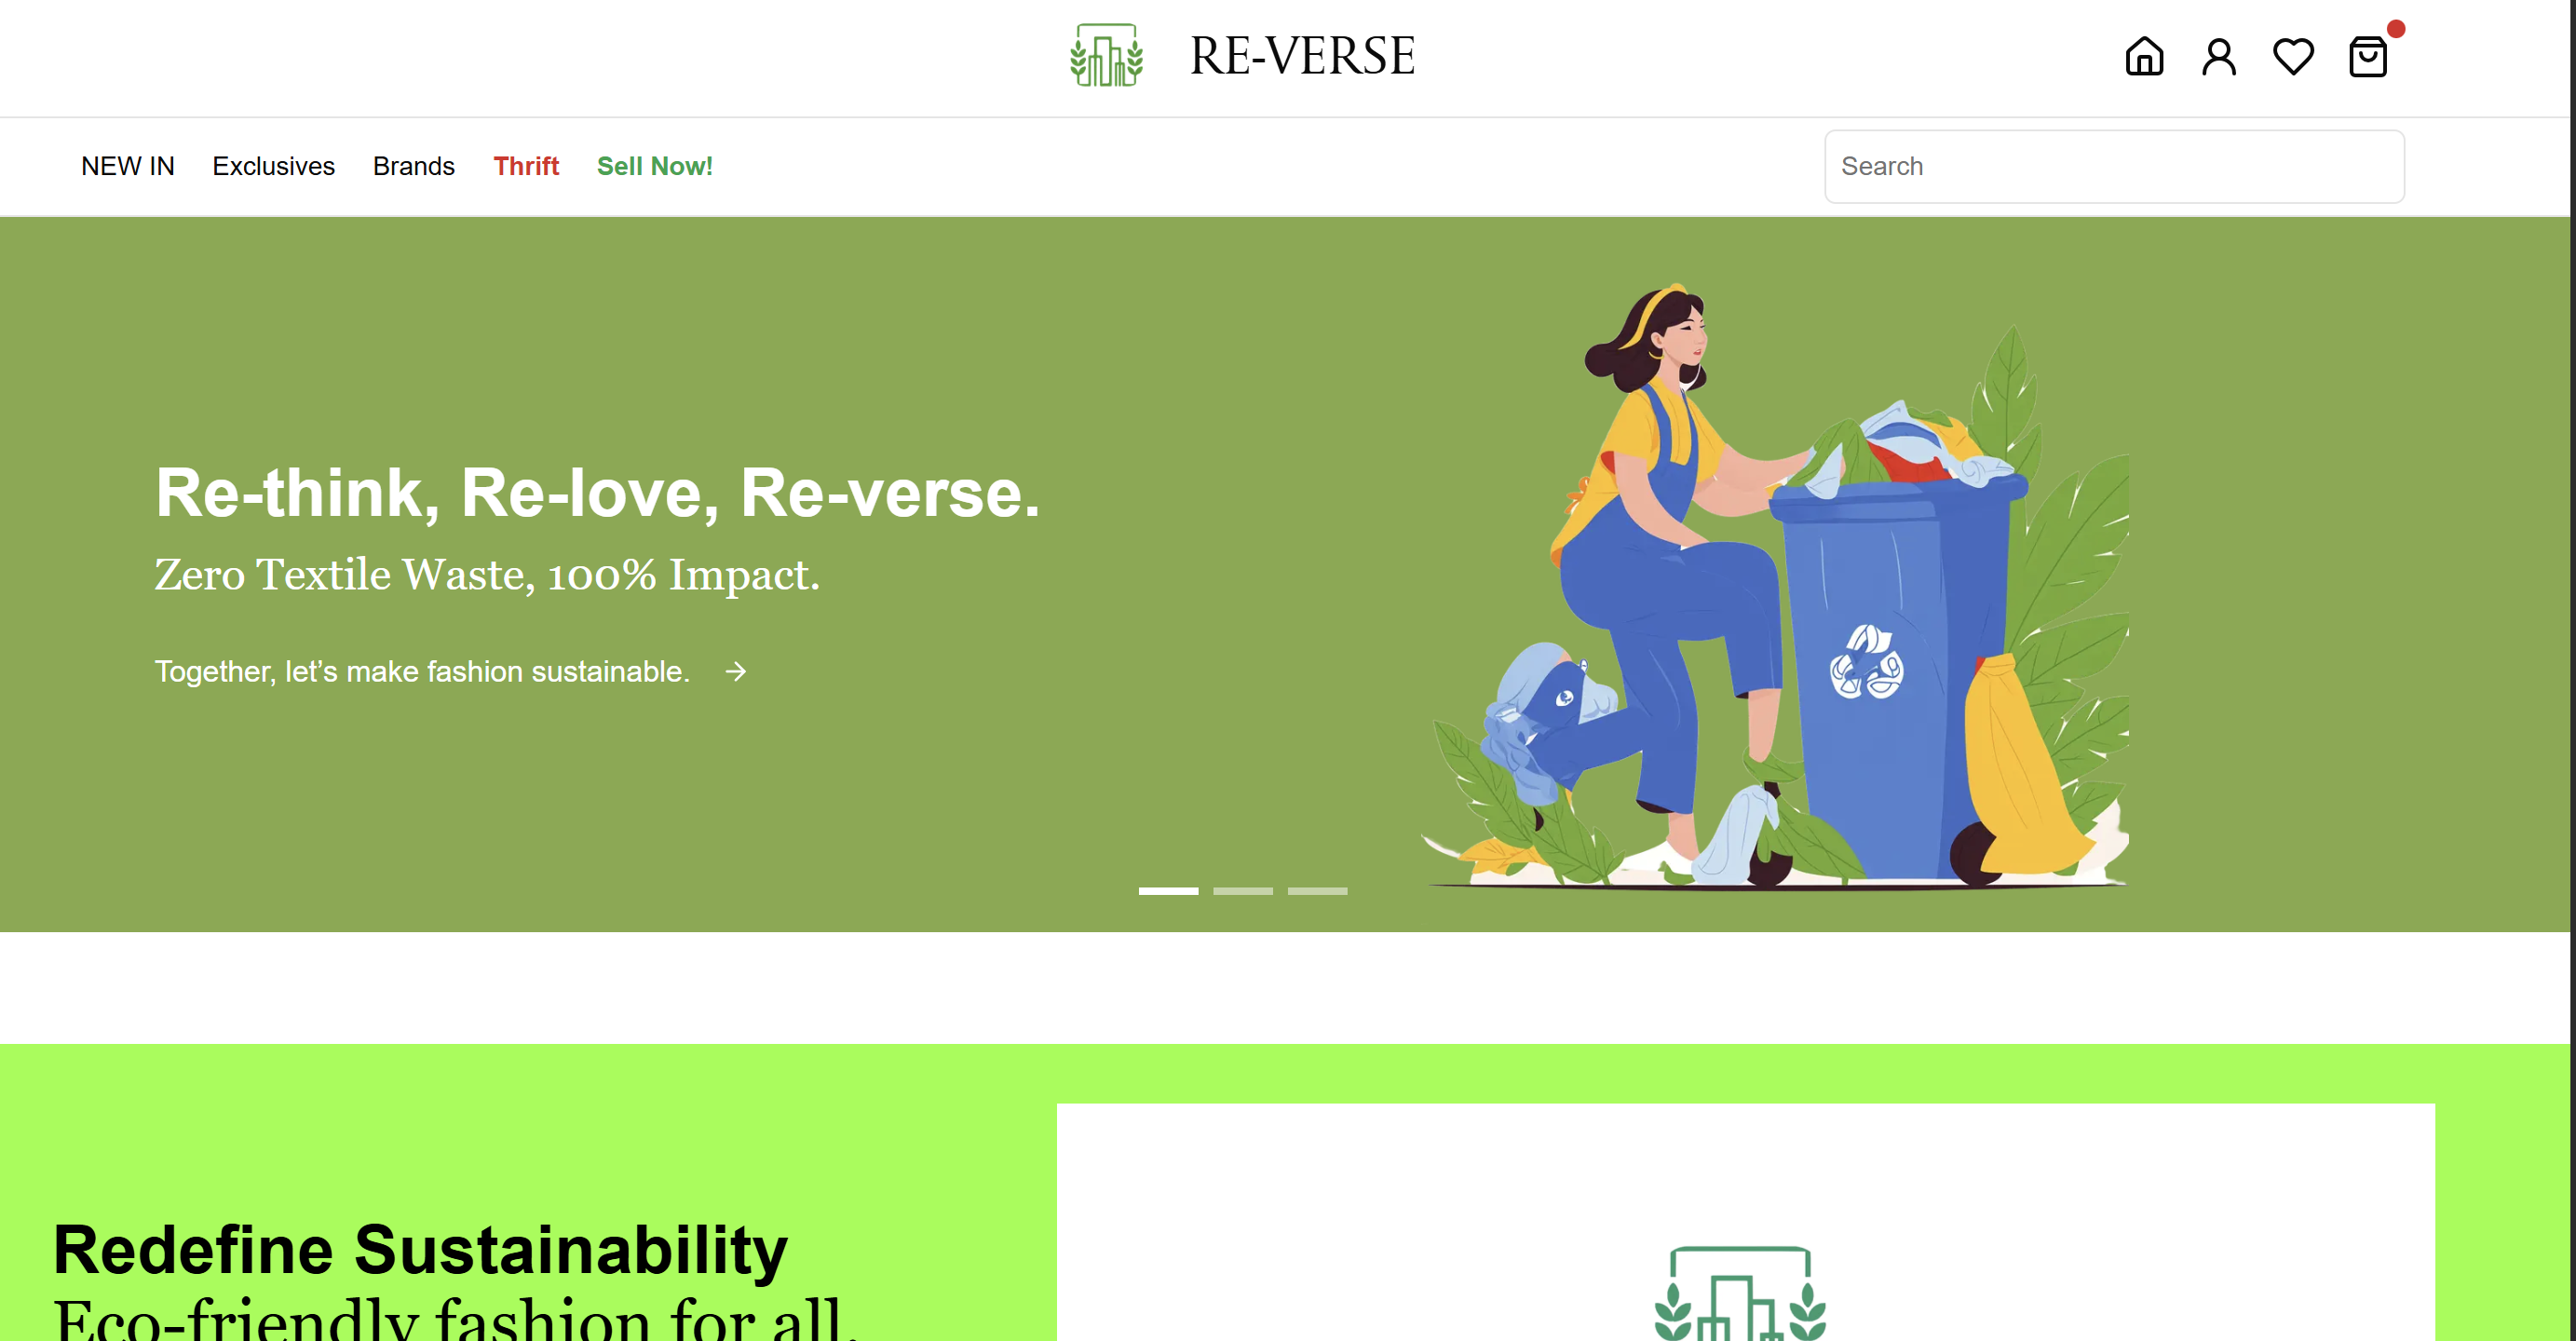 RE-VERSE
NEW IN Exclusives Brands Thrift Sell Now!
Search
Re-think, Re-love, Re-verse.
Zero Textile Waste, 100% Impact.
Together, let’s make fashion sustainable. →
Redefine Sustainability
Eco-friendly fashion for all.